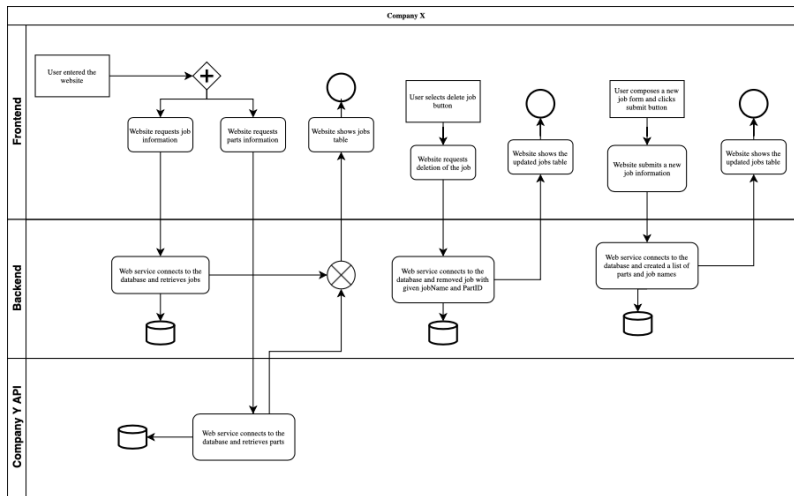 Company X
Frontend
User entered the
website
Website requests job
information
Website requests
parts information
Website shows jobs
table
User selects delete job
button
Website requests
deletion of the job
Website shows the
updated jobs table
User composes a new
job form and clicks
submit button
Website submits a new
job information
Website shows the
updated jobs table
Backend
Web service connects to the
database and retrieves jobs
Web service connects to the
database and removed job with
given jobName and PartID
Web service connects to the
database and created a list of
parts and job names
Company Y API
Web service connects to the
database and retrieves parts